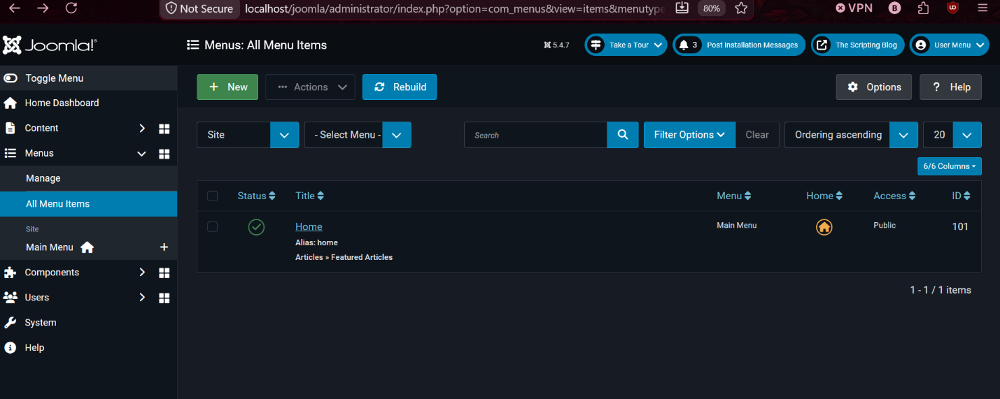 Not Secure localhost/joomla/administrator/index.php?option=com_menus&view=items&menutype 80% VPN B
Joomla!® Menus: All Menu Items 5.4.7 Take a Tour 3 Post Installation Messages The Scripting Blog User Menu
Toggle Menu
Home Dashboard
Content
Menus
Manage
All Menu Items
Site
Main Menu
Components
Users
System
Help
+ New ... Actions Rebuild Options ? Help
Site - Select Menu - Search Filter Options Clear Ordering ascending 20
6/6 Columns
Status Title Menu Home Access ID
Home Main Menu Public 101
Alias: home
Articles » Featured Articles
1 - 1 / 1 items